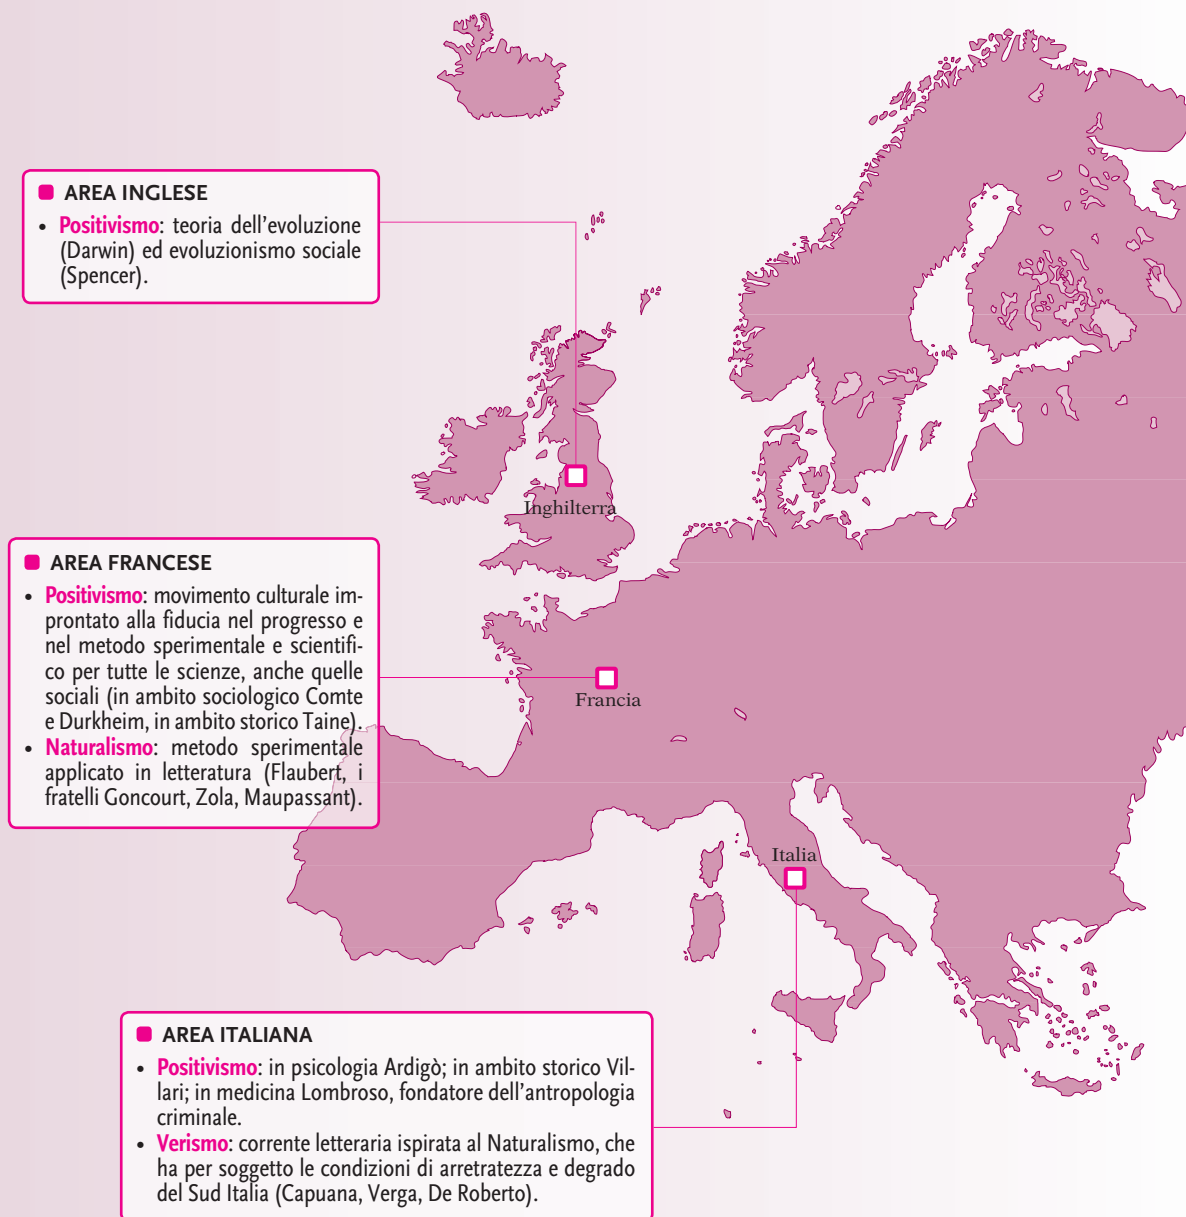 AREA INGLESE
• Positivismo: teoria dell'evoluzione
(Darwin) ed evoluzionismo sociale
(Spencer).
Inghilterra
AREA FRANCESE
• Positivismo: movimento culturale im-
prontato alla fiducia nel progresso e
nel metodo sperimentale e scientifi-
co per tutte le scienze, anche quelle
sociali (in ambito sociologico Comte
e Durkheim, in ambito storico Taine).
• Naturalismo: metodo sperimentale
applicato in letteratura (Flaubert, i
fratelli Goncourt, Zola, Maupassant).
Francia
Italia
AREA ITALIANA
• Positivismo: in psicologia Ardigò; in ambito storico Vil-
lari; in medicina Lombroso, fondatore dell'antropologia
criminale.
• Verismo: corrente letteraria ispirata al Naturalismo, che
ha per soggetto le condizioni di arretratezza e degrado
del Sud Italia (Capuana, Verga, De Roberto).